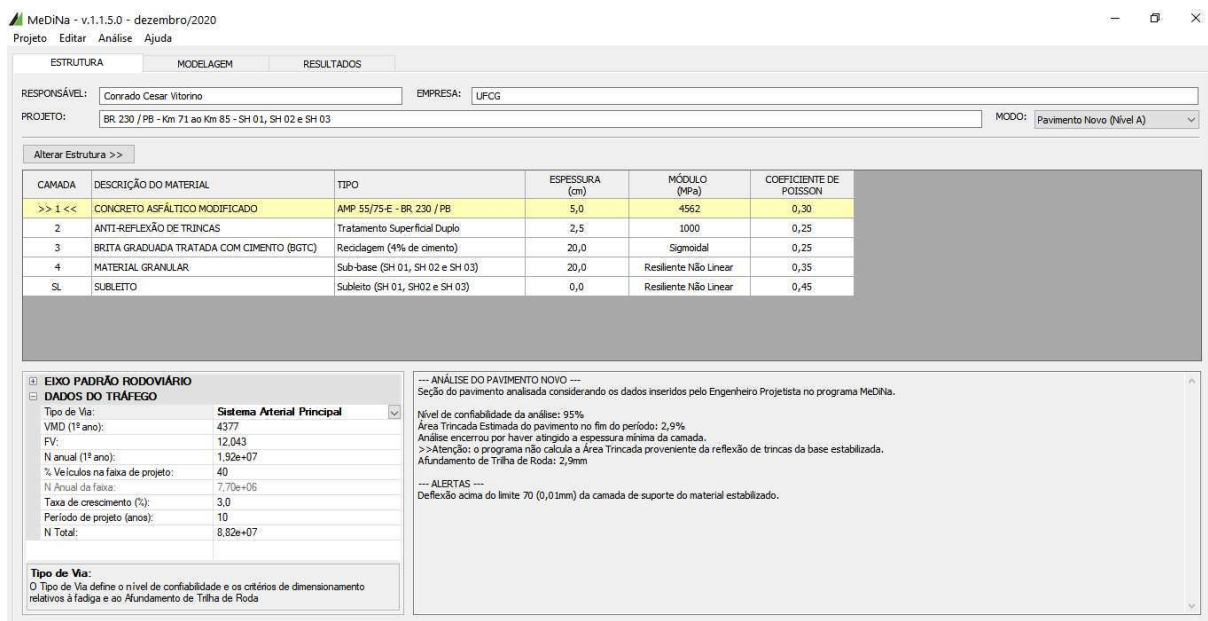 MeDiNa - v.1.1.5.0 - dezembro/2020
Projeto Editar Análise Ajuda
ESTRUTURA MODELAGEM RESULTADOS
RESPONSÁVEL: Conrado Cesar Vitorino EMPRESA: UFCG
PROJETO: BR 230 / PB - Km 71 ao Km 85 - SH 01, SH 02 e SH 03 MODO: Pavimento Novo (Nível A)
Alterar Estrutura >>
CAMADA DESCRIÇÃO DO MATERIAL TIPO ESPESSURA (cm) MÓDULO (MPa) COEFICIENTE DE POISSON
>> 1 << CONCRETO ASFÁLTICO MODIFICADO AMP 55/75-E - BR 230 / PB 5,0 4562 0,30
2 ANTI-REFLEXÃO DE TRINCAS Tratamento Superficial Duplo 2,5 1000 0,25
3 BRITA GRADUADA TRATADA COM CIMENTO (BGTC) Reciclagem (4% de cimento) 20,0 Sigmoidal 0,25
4 MATERIAL GRANULAR Sub-base (SH 01, SH 02 e SH 03) 20,0 Resiliente Não Linear 0,35
SL SUBLEITO Subleito (SH 01, SH02 e SH 03) 0,0 Resiliente Não Linear 0,45
EIXO PADRÃO RODOVIÁRIO
DADOS DO TRÁFEGO
Tipo de Via: Sistema Arterial Principal
VMD (1º ano): 4377
FV: 12,043
N anual (1º ano): 1,92e+07
% Veículos na faixa de projeto: 40
N Anual da faixa: 7,70e+06
Taxa de crescimento (%): 3,0
Período de projeto (anos): 10
N Total: 8,82e+07
Tipo de Via:
O Tipo de Via define o nível de confiabilidade e os critérios de dimensionamento
relativos à fadiga e ao Afundamento de Trilha de Roda
--- ANÁLISE DO PAVIMENTO NOVO ---
Seção do pavimento analisada considerando os dados inseridos pelo Engenheiro Projetista no programa MeDiNa.
Nível de confiabilidade da análise: 95%
Área Trincada Estimada do pavimento no fim do período: 2,9%
Análise encerrou por haver atingido a espessura mínima da camada.
>>Atenção: o programa não calcula a Área Trincada proveniente da reflexão de trincas da base estabilizada.
Afundamento de Trilha de Roda: 2,9mm
--- ALERTAS ---
Deflexão acima do limite 70 (0,01mm) da camada de suporte do material estabilizado.